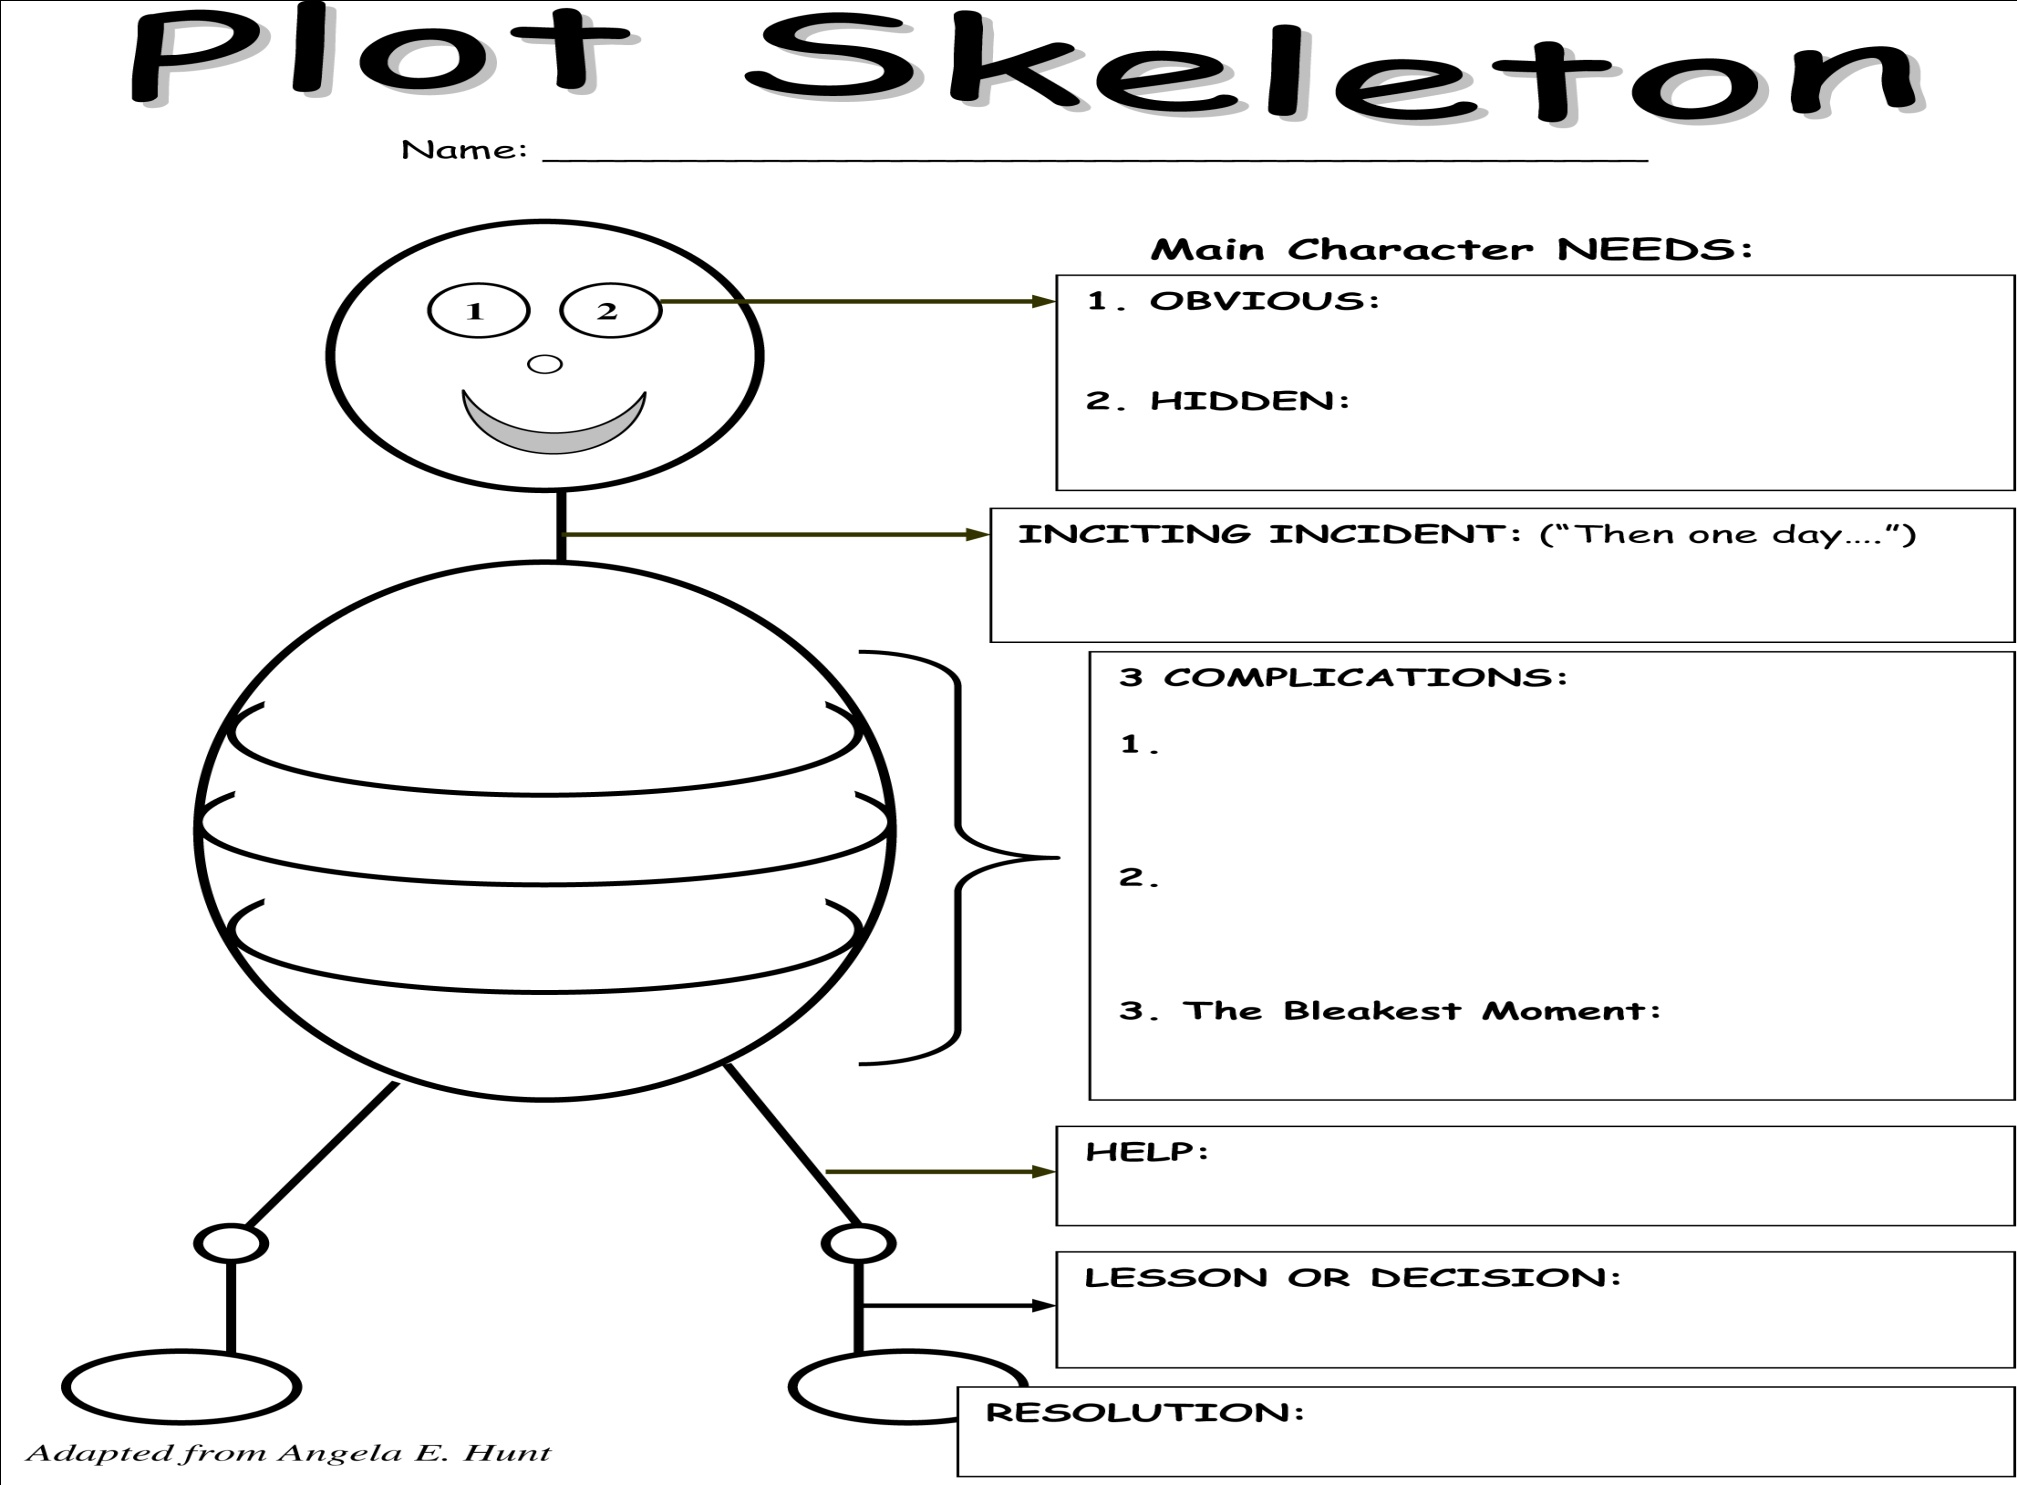 Plot Skeleton
Name: ____________________
Main Character NEEDS:
1 2
1. OBVIOUS:
2. HIDDEN:
INCITING INCIDENT: (“Then one day....”)
3 COMPLICATIONS:
1.
2.
3. The Bleakest Moment:
HELP:
LESSON OR DECISION:
RESOLUTION:
Adapted from Angela E. Hunt